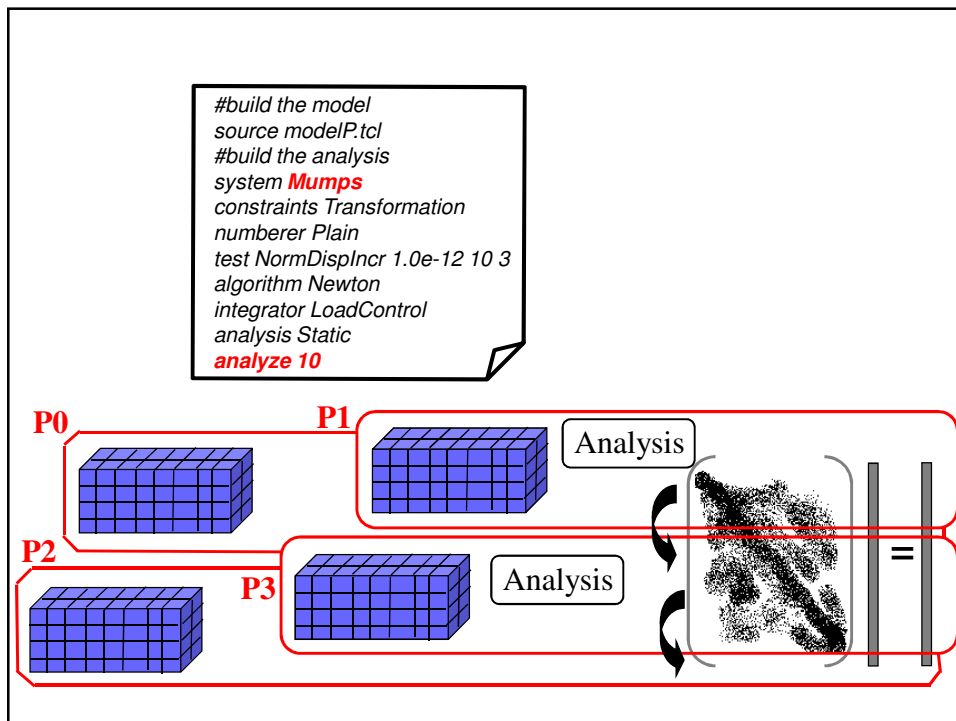 #build the model
source modelP.tcl
#build the analysis
system Mumps
constraints Transformation
numberer Plain
test NormDispIncr 1.0e-12 10 3
algorithm Newton
integrator LoadControl
analysis Static
analyze 10
P0
P1
Analysis
=
P2
P3
Analysis